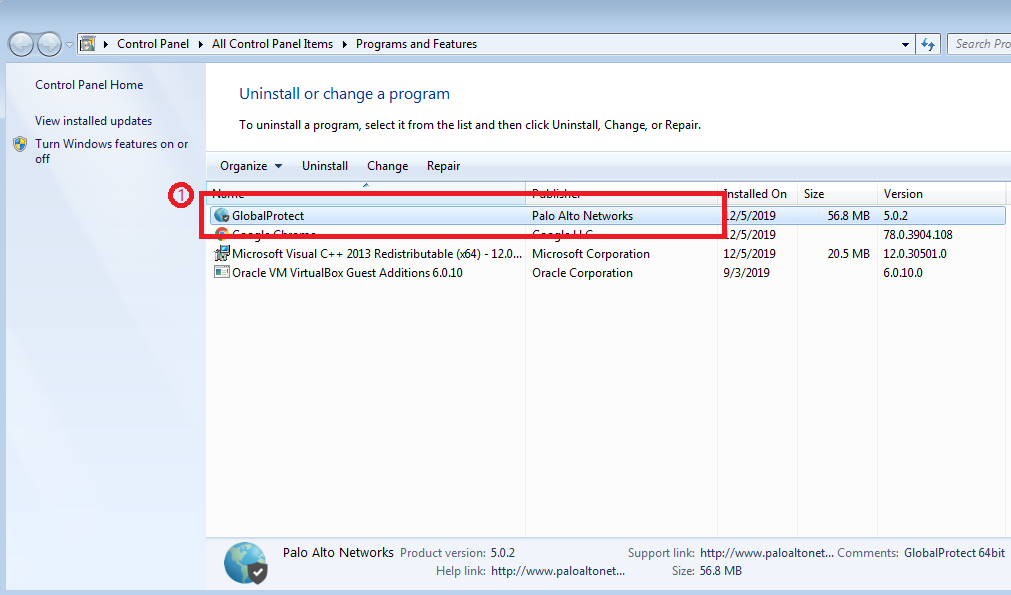 Control Panel All Control Panel Items Programs and Features Search Pro
Control Panel Home
View installed updates
Turn Windows features on or
off
Uninstall or change a program
To uninstall a program, select it from the list and then click Uninstall, Change, or Repair.
Organize Uninstall Change Repair
1
Name Publisher Installed On Size Version
GlobalProtect Palo Alto Networks 12/5/2019 56.8 MB 5.0.2
Google Chrome Google LLC 12/5/2019 78.0.3904.108
Microsoft Visual C++ 2013 Redistributable (x64) - 12.0... Microsoft Corporation 12/5/2019 20.5 MB 12.0.30501.0
Oracle VM VirtualBox Guest Additions 6.0.10 Oracle Corporation 9/3/2019 6.0.10.0
Palo Alto Networks Product version: 5.0.2 Support link: http://www.paloaltonet... Comments: GlobalProtect 64bit
Help link: http://www.paloaltonet... Size: 56.8 MB